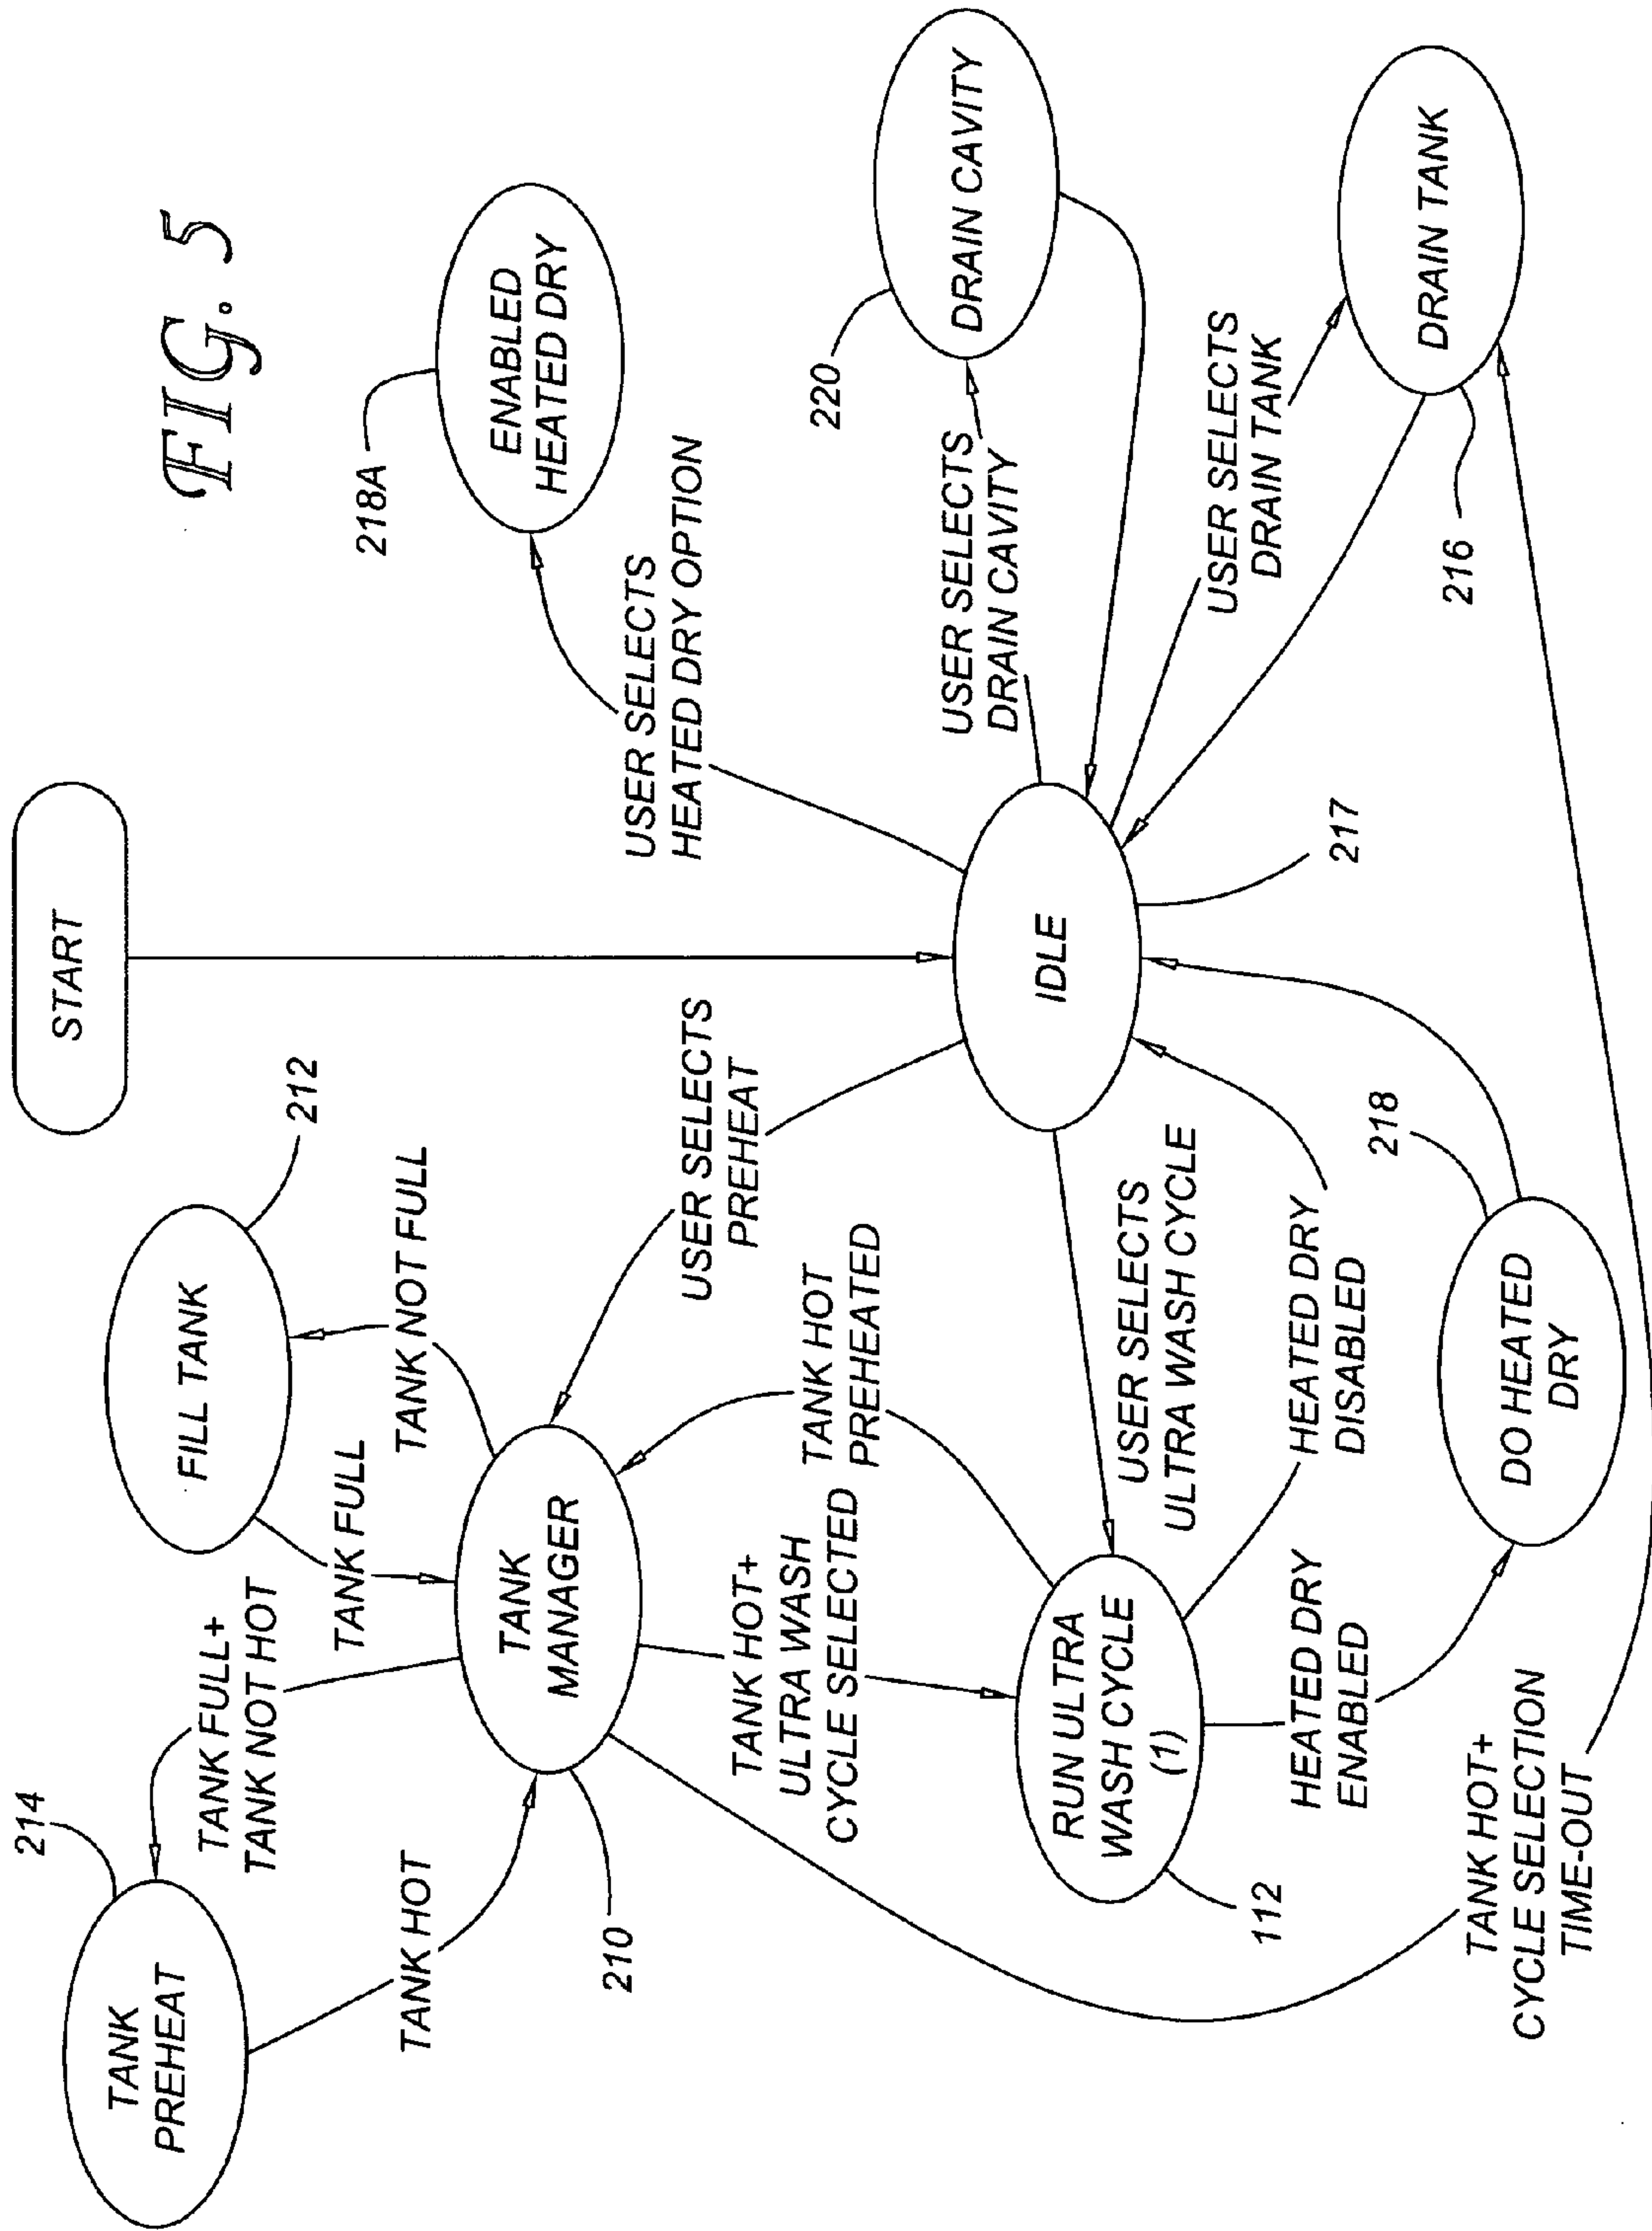 FIG. 5
START
TANK
PREHEAT
214
FILL TANK
212
TANK FULL+
TANK NOT HOT
TANK FULL
TANK NOT FULL
TANK HOT
TANK
MANAGER
210
USER SELECTS
PREHEAT
USER SELECTS
HEATED DRY OPTION
218A
ENABLED
HEATED DRY
TANK HOT+
ULTRA WASH
CYCLE SELECTED
TANK HOT
PREHEATED
IDLE
217
USER SELECTS
DRAIN CAVITY
220
DRAIN CAVITY
RUN ULTRA
WASH CYCLE
(1)
112
USER SELECTS
ULTRA WASH CYCLE
USER SELECTS
DRAIN TANK
HEATED DRY
ENABLED
HEATED DRY
DISABLED
218
DO HEATED
DRY
216
DRAIN TANK
TANK HOT+
CYCLE SELECTION
TIME-OUT